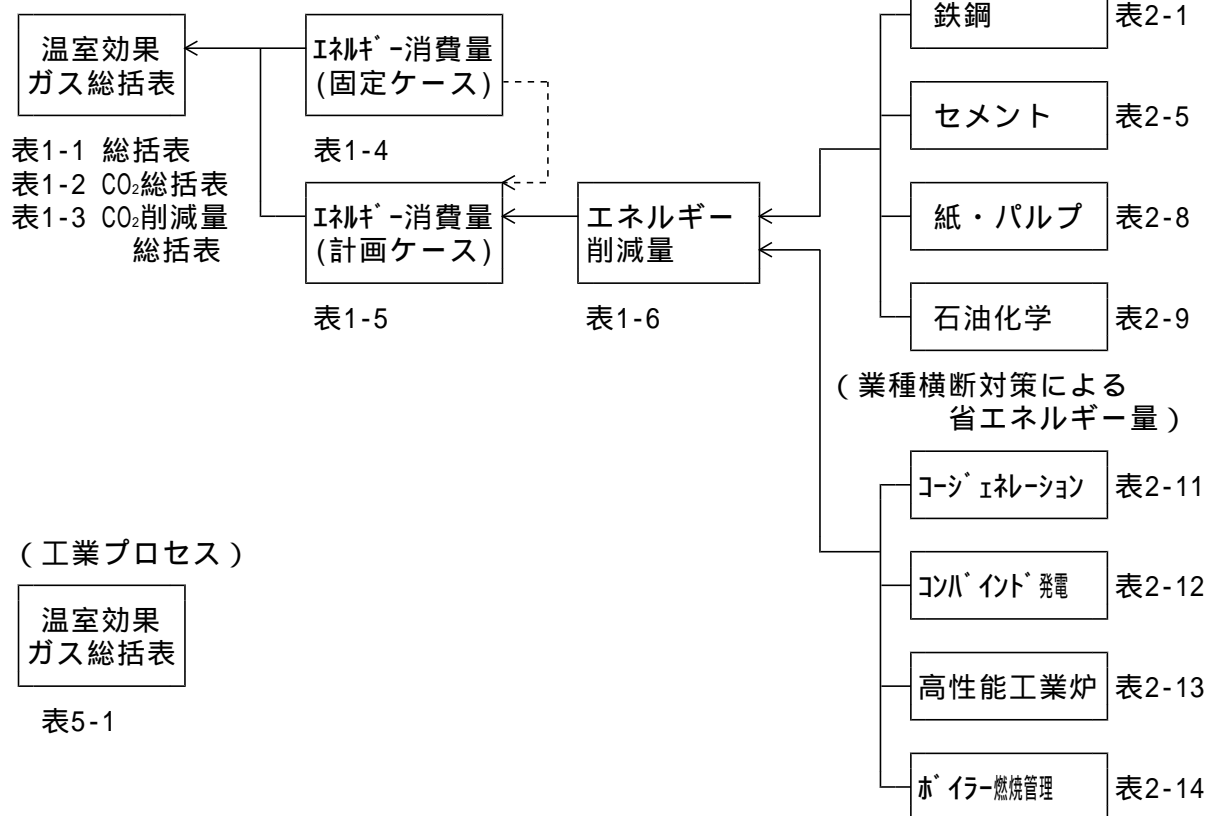 温室効果
ガス総括表
表1-1 総括表
表1-2 CO₂総括表
表1-3 CO₂削減量
総括表
ｴﾈﾙｷﾞｰ消費量
(固定ケース)
表1-4
ｴﾈﾙｷﾞｰ消費量
(計画ケース)
表1-5
エネルギー
削減量
表1-6
鉄鋼 表2-1
セメント 表2-5
紙・パルプ 表2-8
石油化学 表2-9
(業種横断対策による
省エネルギー量)
ｺｰｼﾞｪﾈﾚｰｼｮﾝ 表2-11
ｺﾝﾊﾞｲﾝﾄﾞ発電 表2-12
高性能工業炉 表2-13
ﾎﾞｲﾗｰ燃焼管理 表2-14
(工業プロセス)
温室効果
ガス総括表
表5-1